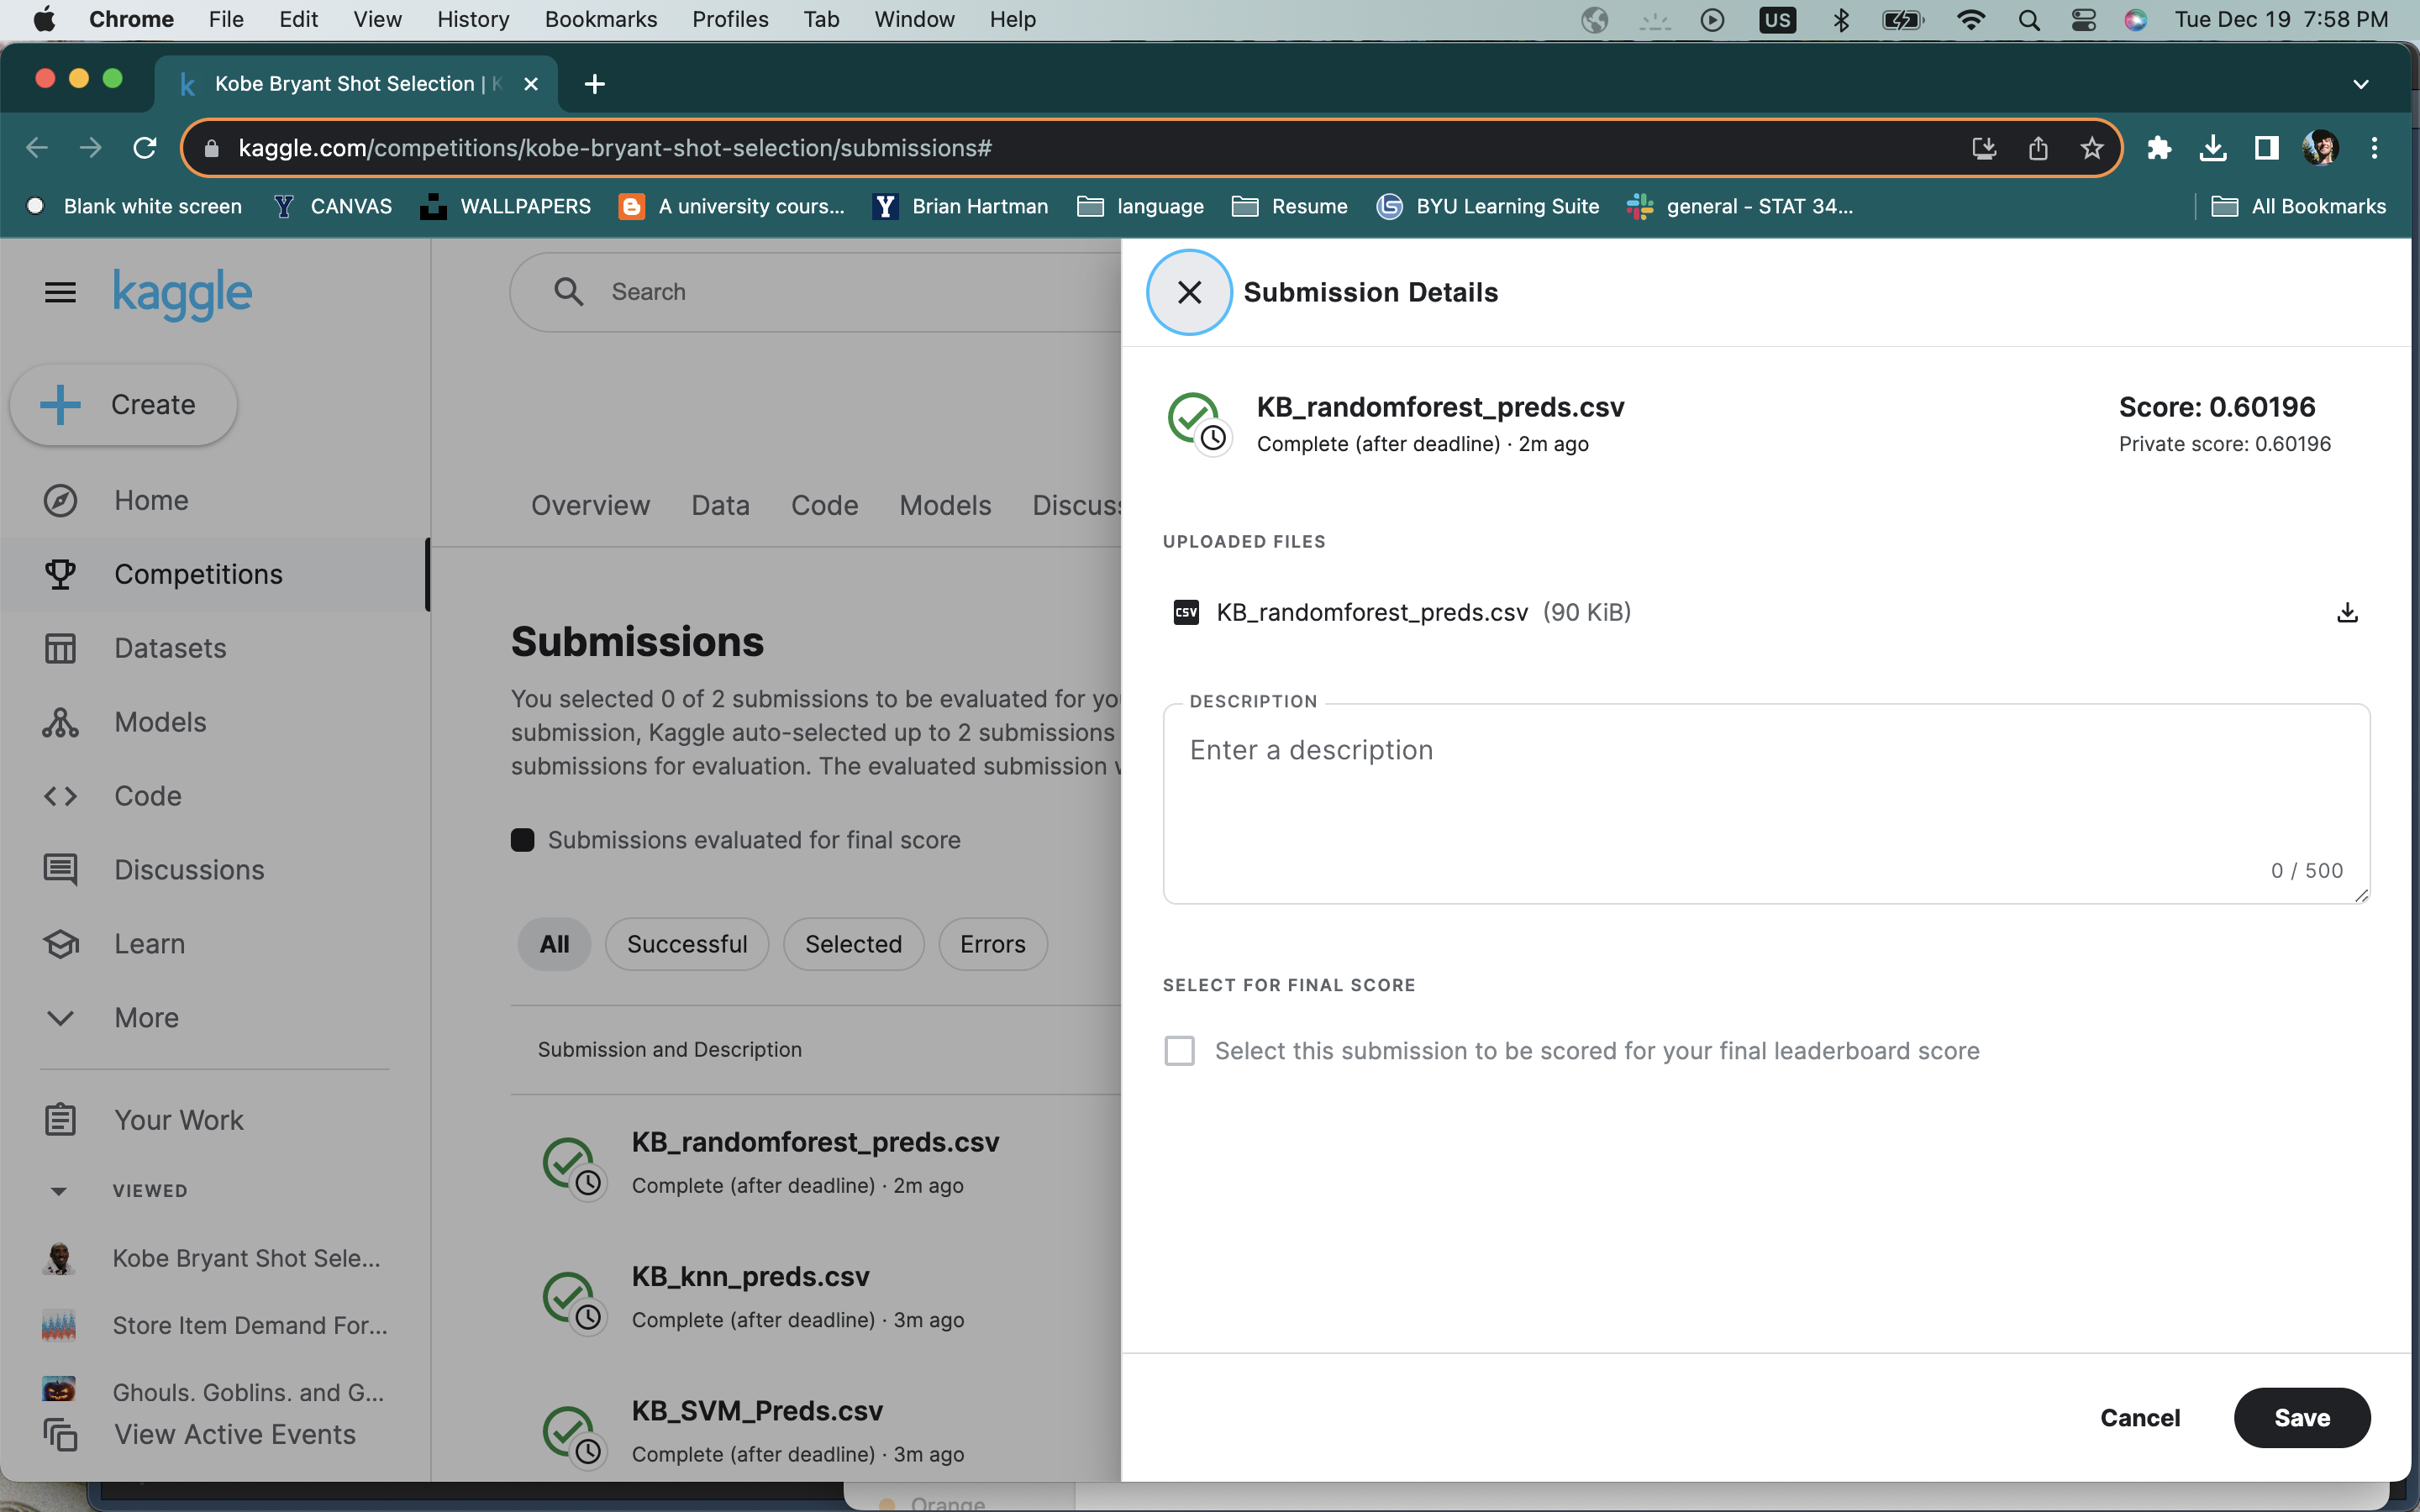 Chrome File Edit View History Bookmarks Profiles Tab Window Help US Tue Dec 19 7:58 PM
Kobe Bryant Shot Selection | K
kaggle.com/competitions/kobe-bryant-shot-selection/submissions#
Blank white screen CANVAS WALLPAPERS A university cours... Brian Hartman language Resume BYU Learning Suite general - STAT 34... All Bookmarks
kaggle
Create
Home
Competitions
Datasets
Models
Code
Discussions
Learn
More
Your Work
VIEWED
Kobe Bryant Shot Sele...
Store Item Demand For...
Ghouls, Goblins, and G...
View Active Events
Search
Overview Data Code Models Discuss
Submissions
You selected 0 of 2 submissions to be evaluated for yo
submission, Kaggle auto-selected up to 2 submissions
submissions for evaluation. The evaluated submission
Submissions evaluated for final score
All Successful Selected Errors
Submission and Description
KB_randomforest_preds.csv
Complete (after deadline) · 2m ago
KB_knn_preds.csv
Complete (after deadline) · 3m ago
KB_SVM_Preds.csv
Complete (after deadline) · 3m ago
Submission Details
KB_randomforest_preds.csv
Complete (after deadline) · 2m ago
Score: 0.60196
Private score: 0.60196
UPLOADED FILES
CSV KB_randomforest_preds.csv (90 KiB)
DESCRIPTION
Enter a description
0 / 500
SELECT FOR FINAL SCORE
Select this submission to be scored for your final leaderboard score
Cancel Save
Orange